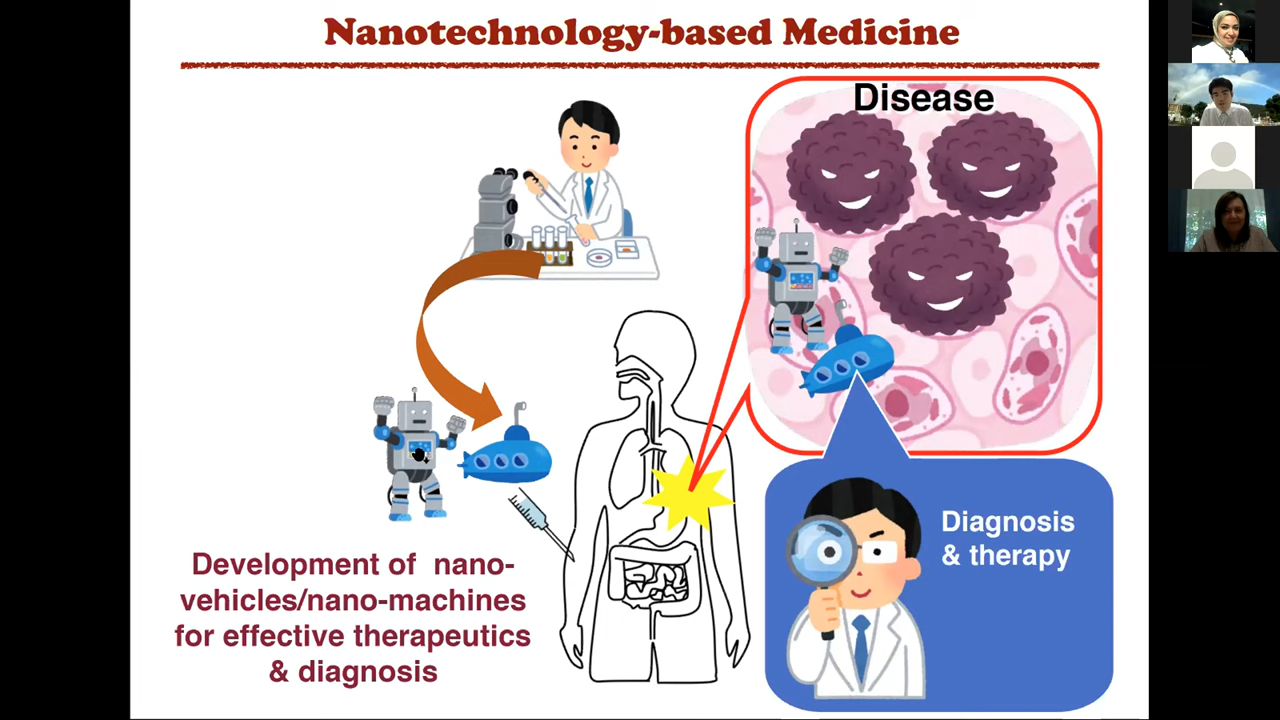 Nanotechnology-based Medicine
Disease
Diagnosis
& therapy
Development of nano-
vehicles/nano-machines
for effective therapeutics
& diagnosis